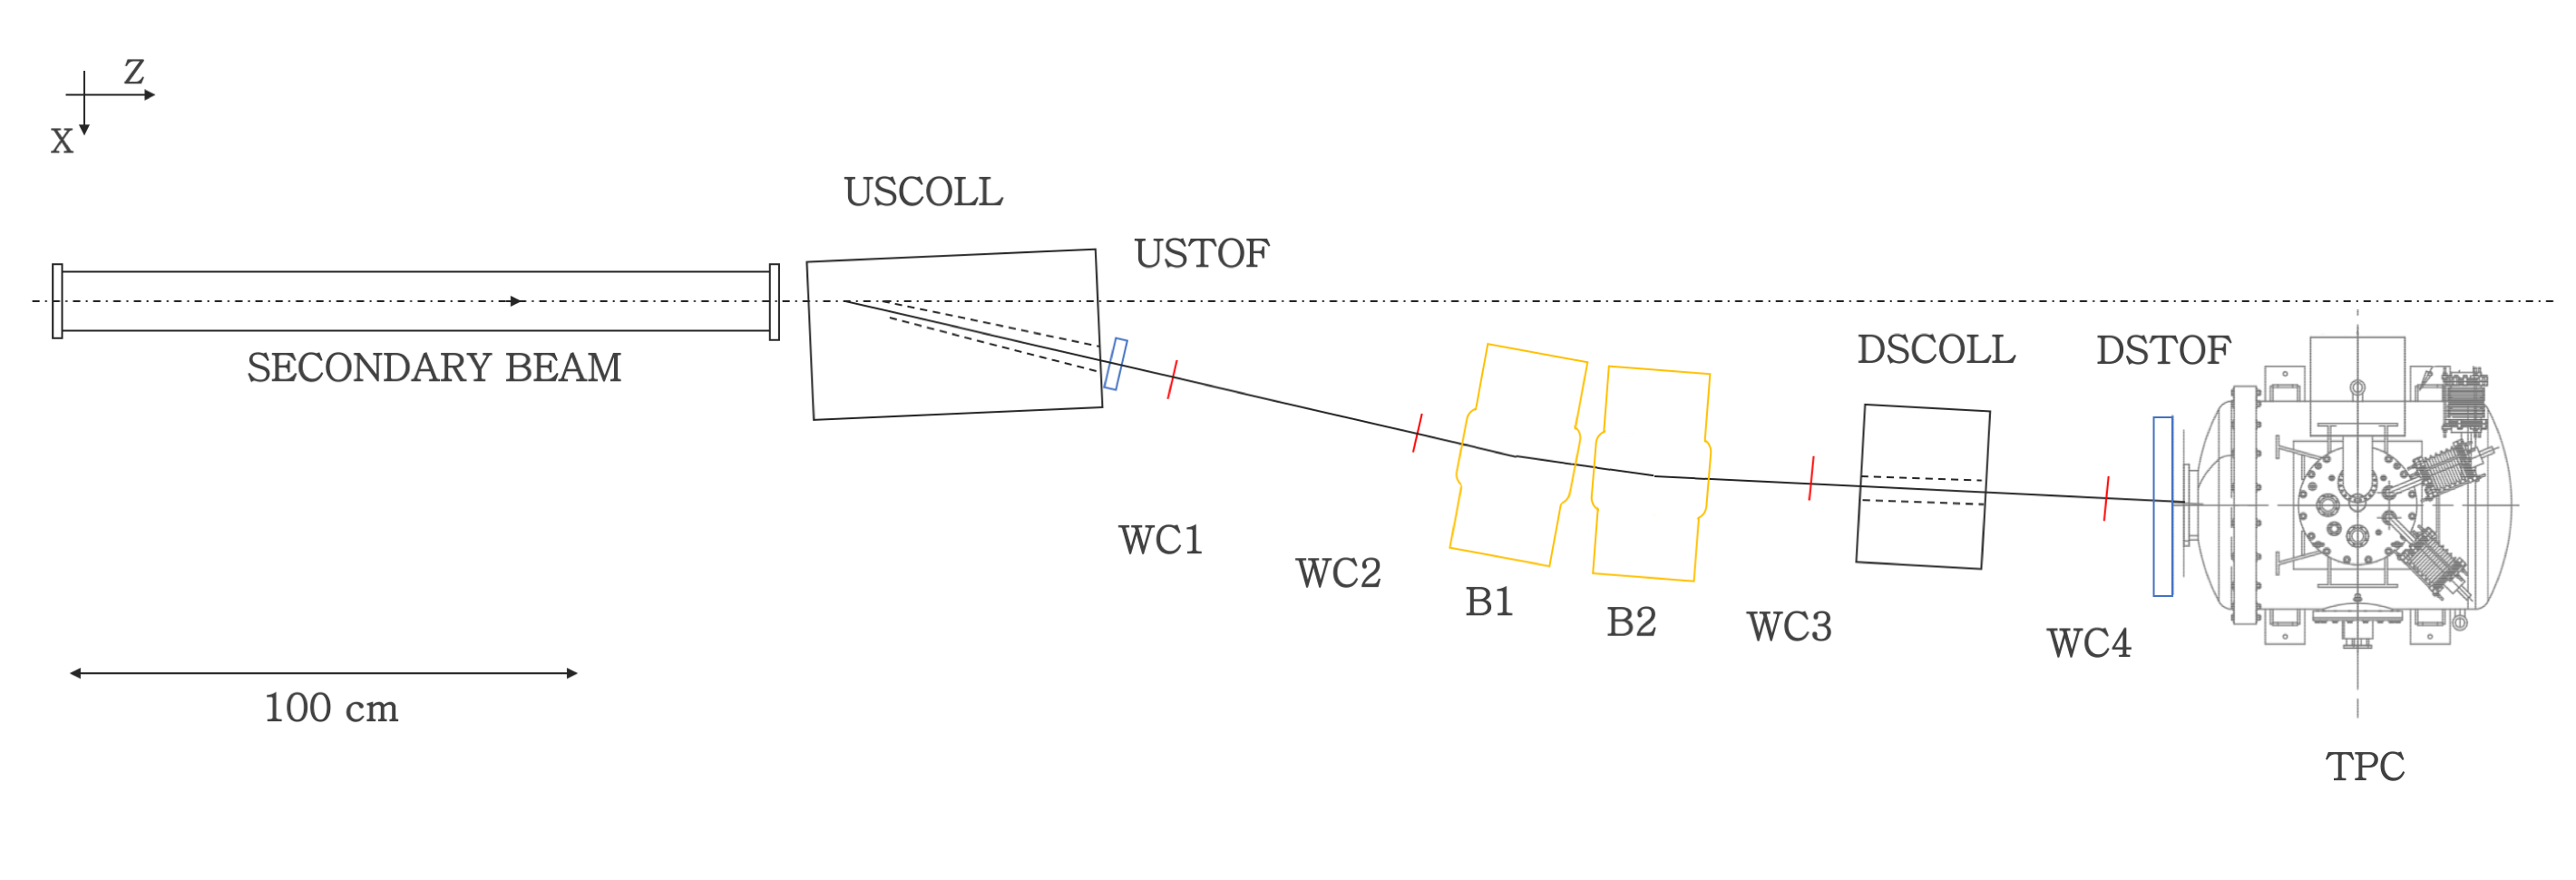 Z
X
USCOLL
USTOF
SECONDARY BEAM
DSCOLL
DSTOF
WC1
WC2
B1
B2
WC3
WC4
100 cm
TPC